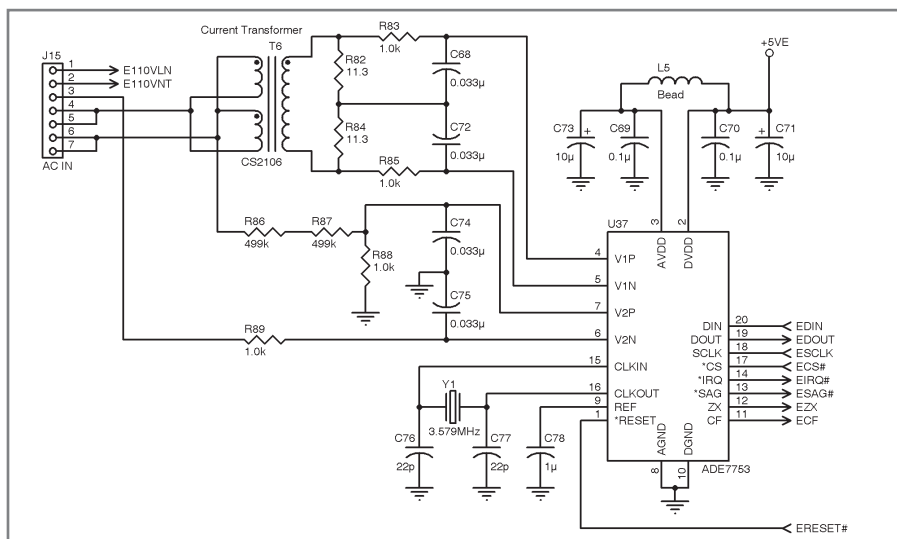 J15
1
2
3
4
5
6
7
AC IN
E110VLN
E110VNT
Current Transformer
T6
CS2106
R83
1.0k
R82
11.3
R84
11.3
R85
1.0k
C68
0.033µ
C72
0.033µ
R86
499k
R87
499k
R88
1.0k
C74
0.033µ
C75
0.033µ
R89
1.0k
+5VE
L5
Bead
C73
+
10µ
C69
0.1µ
C70
0.1µ
C71
+
10µ
U37
3
2
AVDD
DVDD
4
V1P
5
V1N
7
V2P
6
V2N
15
CLKIN
16
CLKOUT
9
REF
1
*RESET
DIN
20
EDIN
DOUT
19
EDOUT
SCLK
18
ESCLK
*CS
17
ECS#
*IRQ
14
EIRQ#
*SAG
13
ESAG#
ZX
12
EZX
CF
11
ECF
AGND
DGND
8
10
ADE7753
Y1
3.579MHz
C76
22p
C77
22p
C78
1µ
ERESET#